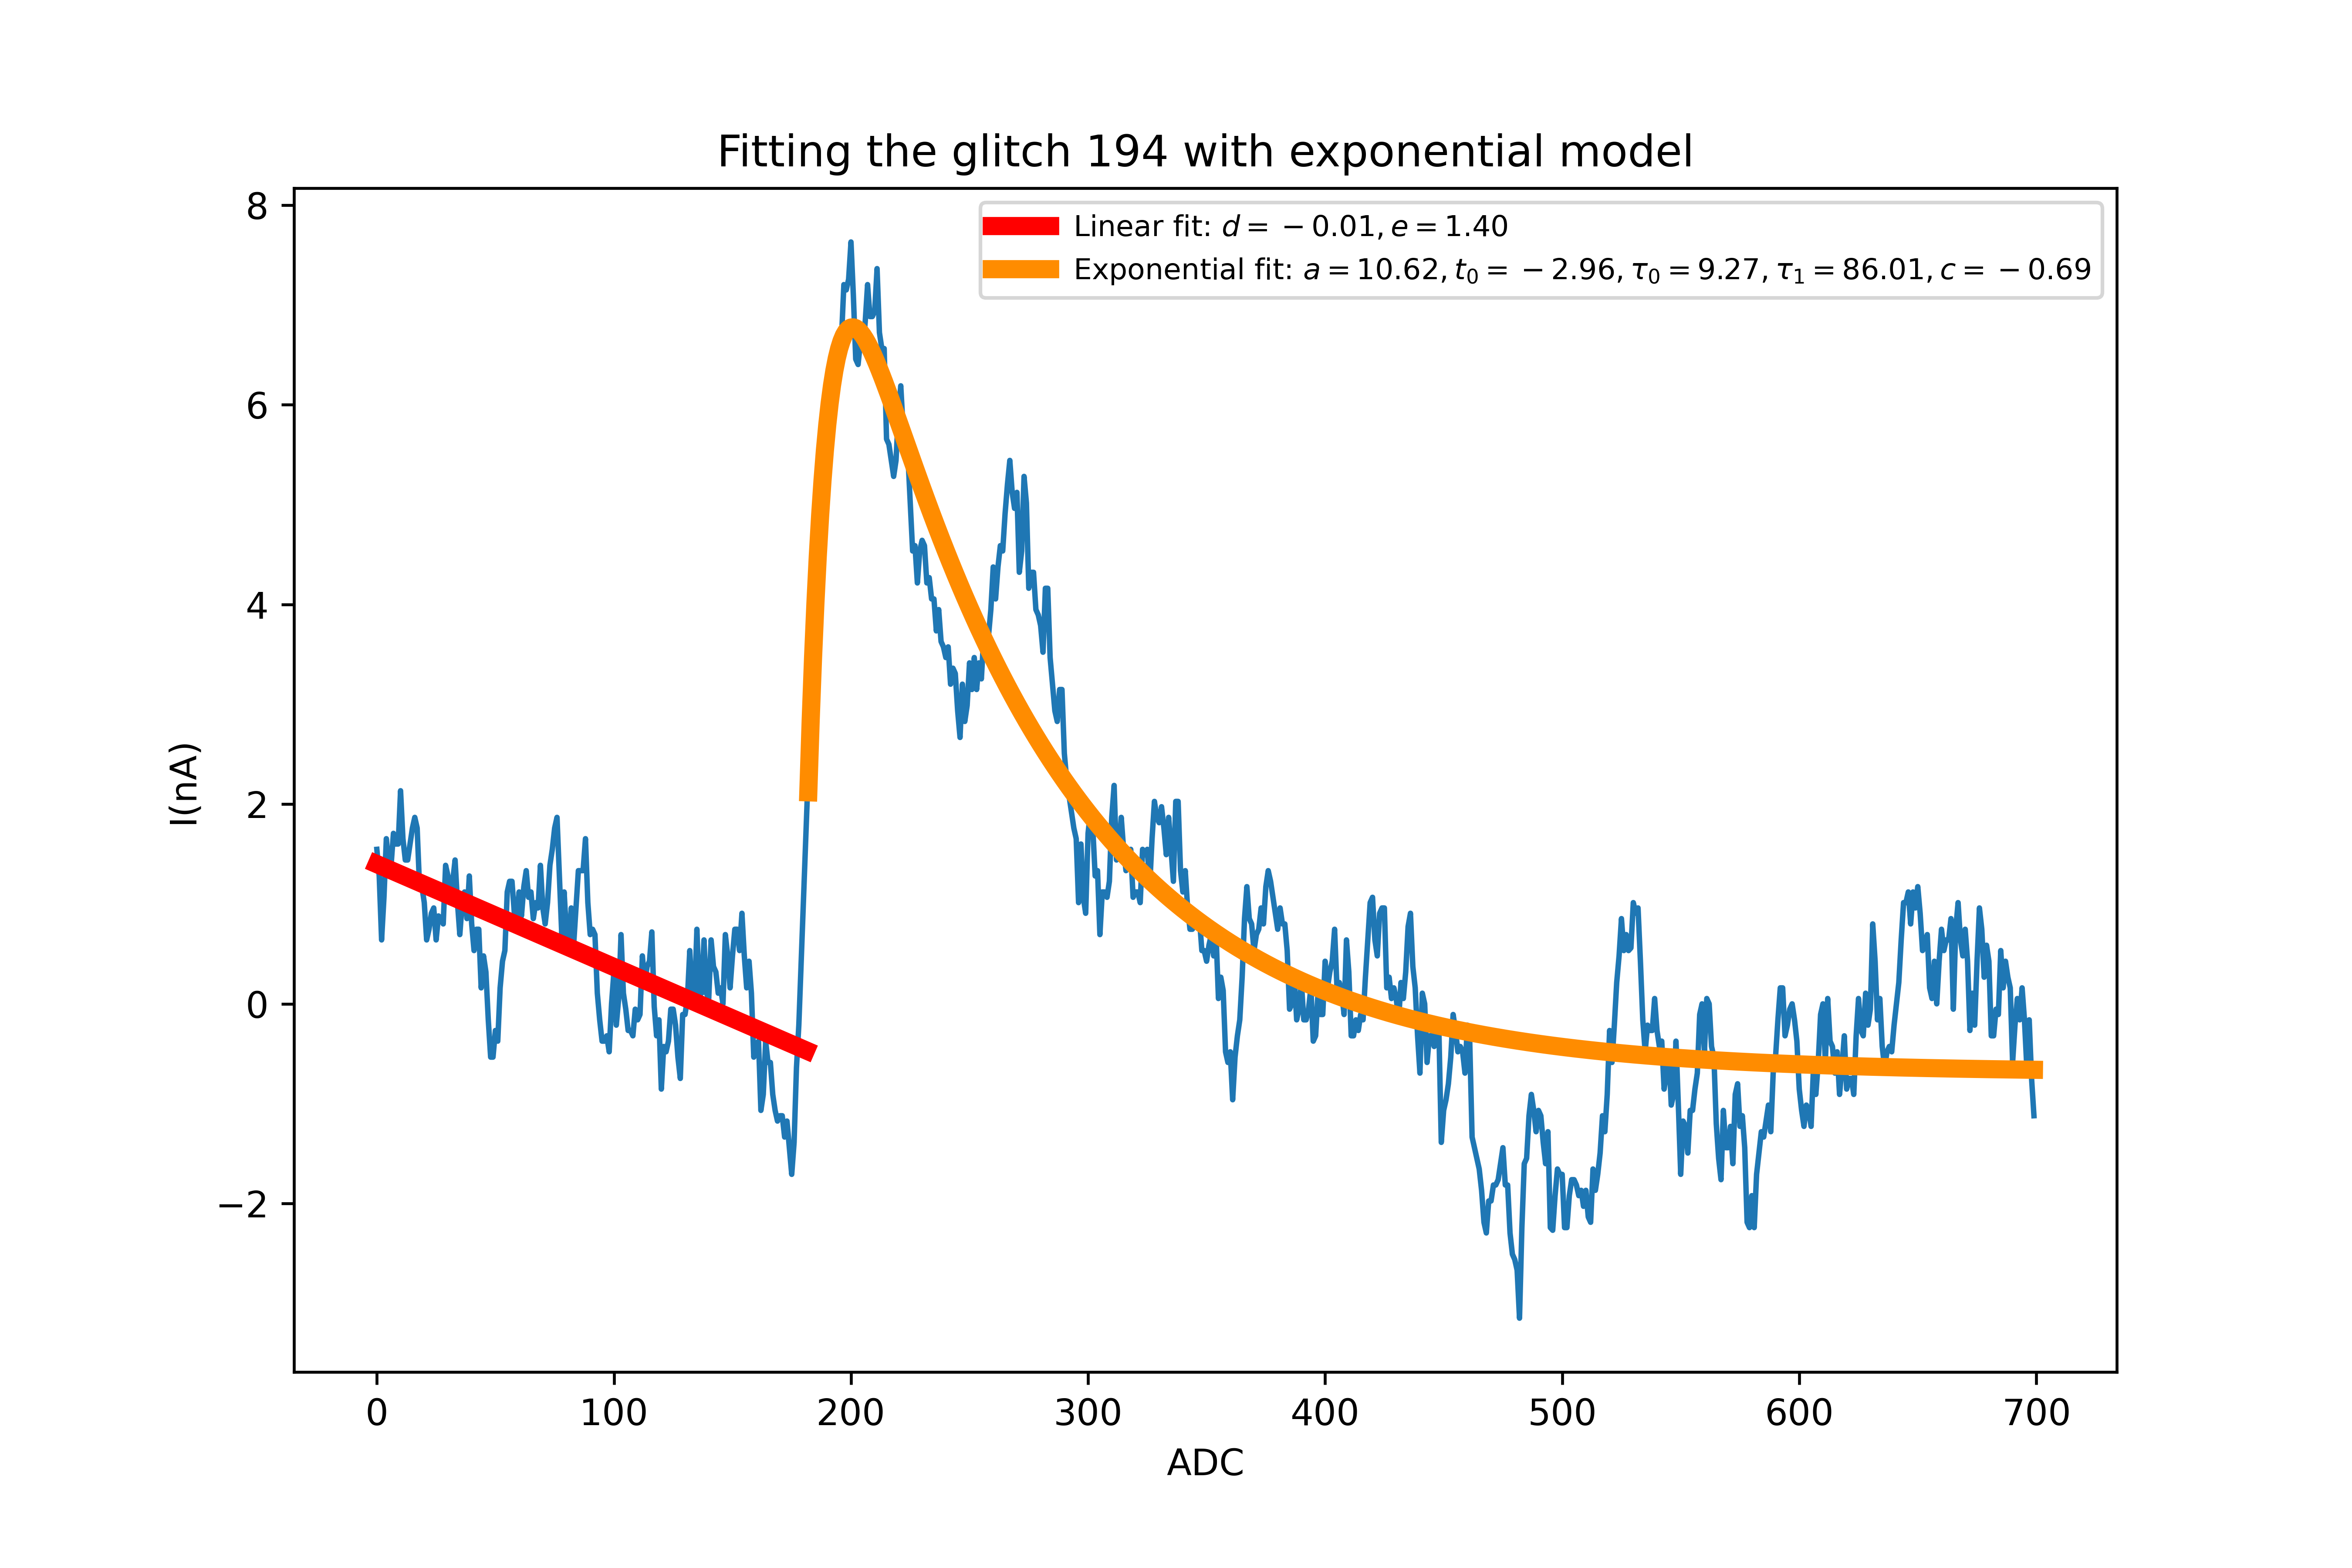 Fitting the glitch 194 with exponential model
Linear fit: d = −0.01, e = 1.40
Exponential fit: a = 10.62, t₀ = −2.96, τ₀ = 9.27, τ₁ = 86.01, c = −0.69
8
6
4
2
0
−2
I(nA)
0 100 200 300 400 500 600 700
ADC